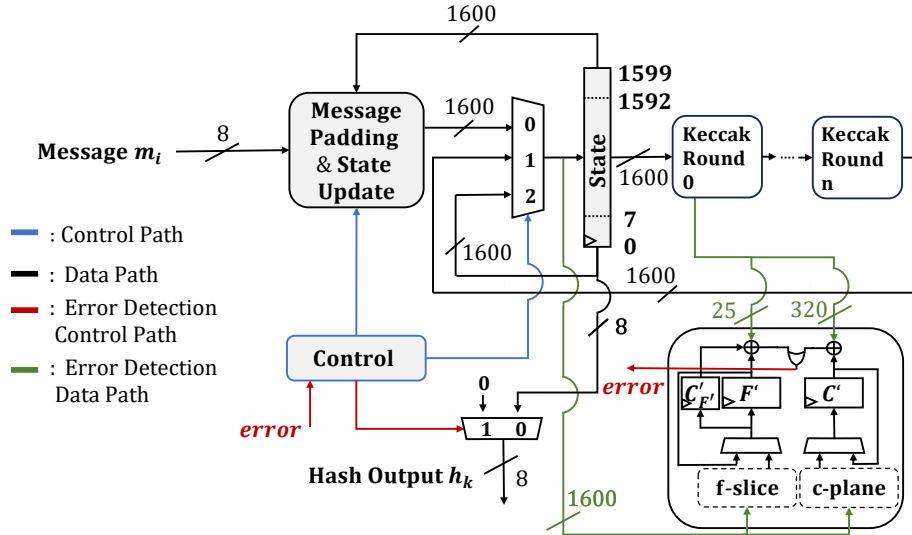 1600
1599
1592
Message
Padding
& State
Update
1600
0
1
2
State
1600
Keccak
Round
0
Keccak
Round
n
8
Message m_i
7
0
: Control Path
: Data Path
: Error Detection
Control Path
: Error Detection
Data Path
1600
1600
25
320
8
Control
error
0
1 0
error
C'_{F'}
F'
C'
Hash Output h_k
8
1600
f-slice
c-plane